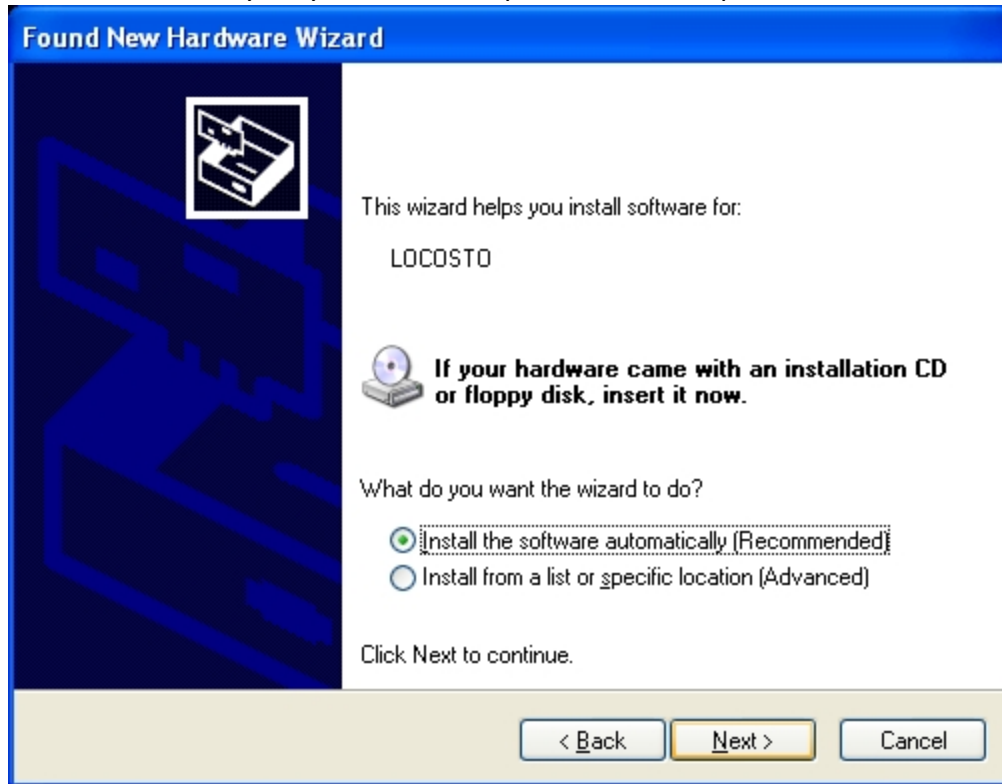 Found New Hardware Wizard
This wizard helps you install software for:
LOCOSTO
If your hardware came with an installation CD
or floppy disk, insert it now.
What do you want the wizard to do?
Install the software automatically (Recommended)
Install from a list or specific location (Advanced)
Click Next to continue.
< Back
Next >
Cancel